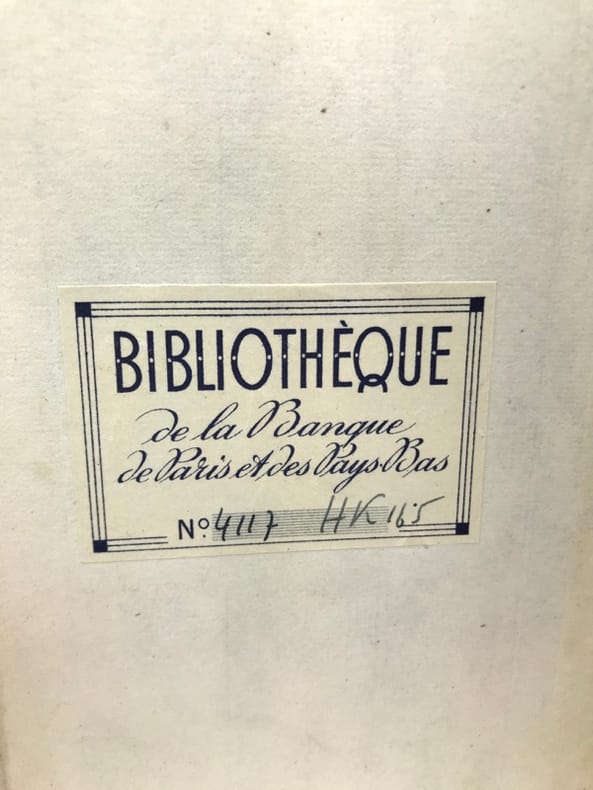 BIBLIOTHÈQUE
de la Banque
de Paris et des Pays-Bas
N° 4117 HK 165